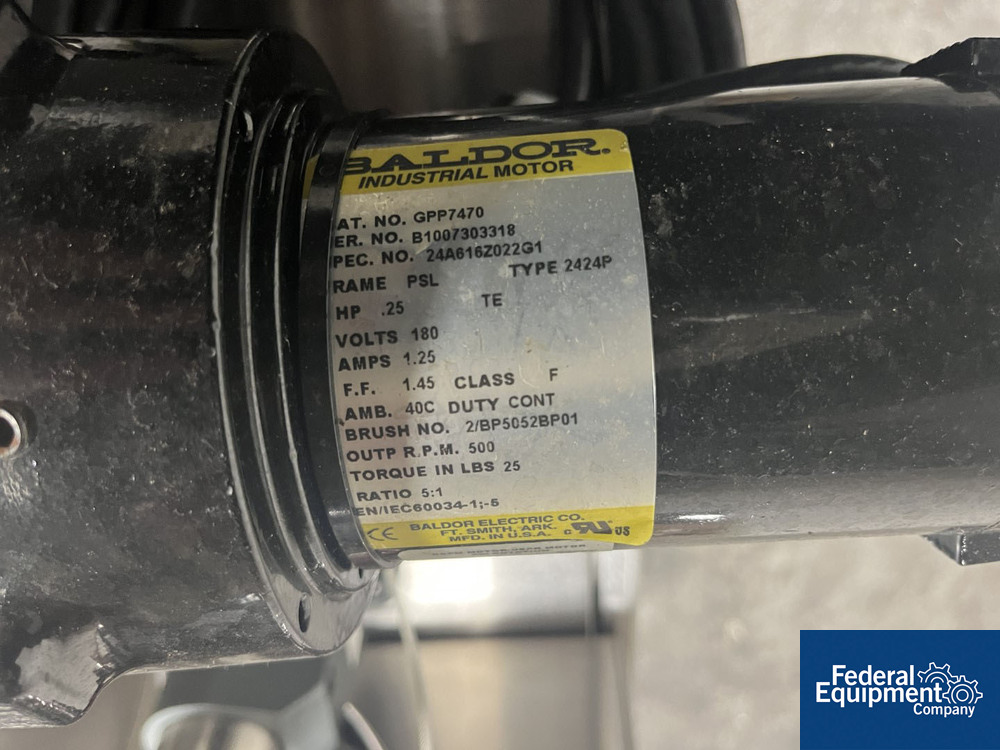 BALDOR®
INDUSTRIAL MOTOR
AT. NO. GPP7470
ER. NO. B1007303318
PEC. NO. 24A616Z022G1
RAME PSL TYPE 2424P
HP .25 TE
VOLTS 180
AMPS 1.25
F.F. 1.45 CLASS F
AMB. 40C DUTY CONT
BRUSH NO. 2/BP5052BP01
OUTP R.P.M. 500
TORQUE IN LBS 25
RATIO 5:1
EN/IEC60034-1;-5
CE BALDOR ELECTRIC CO.
FT. SMITH, ARK.
MFD. IN U.S.A. c RU US
Federal
Equipment
Company